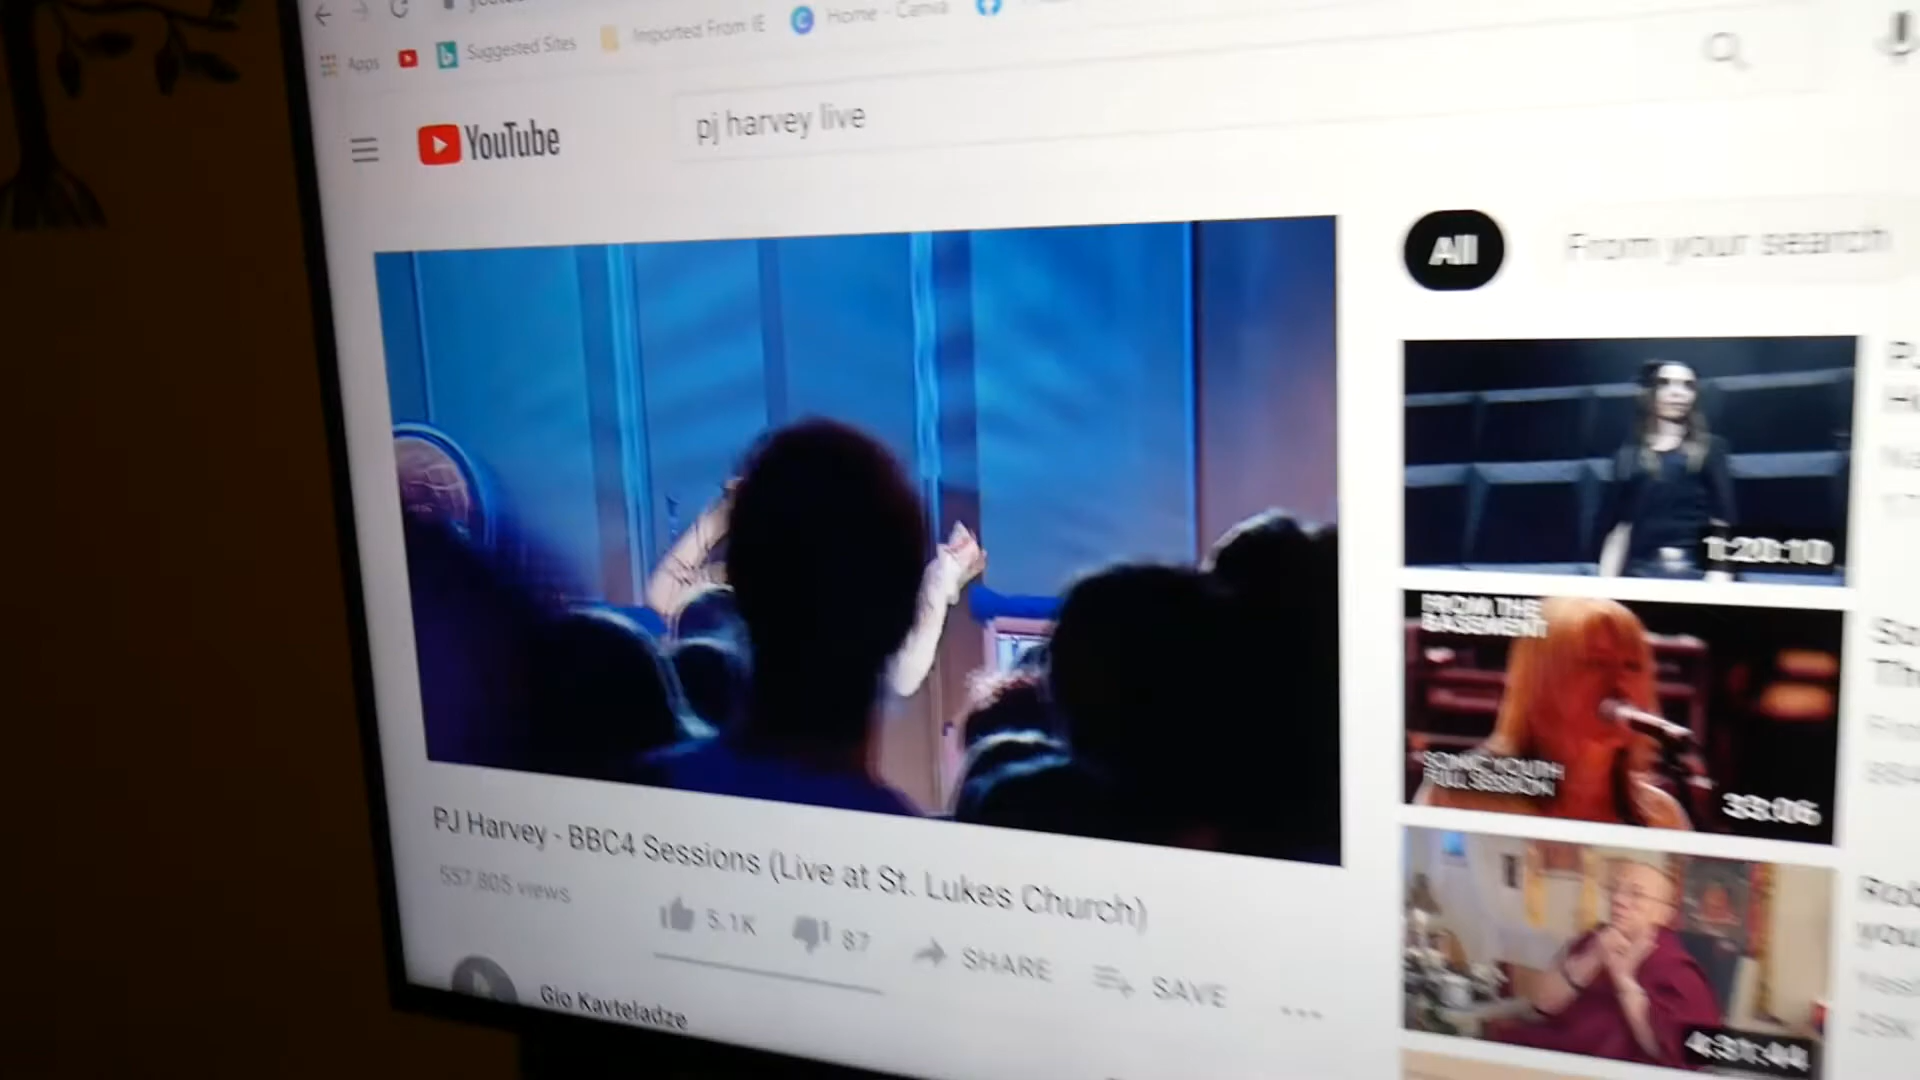 Apps
Suggested Sites
Imported From IE
Home - Canva
YouTube
pj harvey live
All
From your search
1:20:10
FROM THE
BASEMENT
SONIC YOUTH
FULL SESSION
33:06
4:31:44
PJ Harvey - BBC4 Sessions (Live at St. Lukes Church)
557,805 views
5.1K
87
SHARE
SAVE
Gio Kavteladze